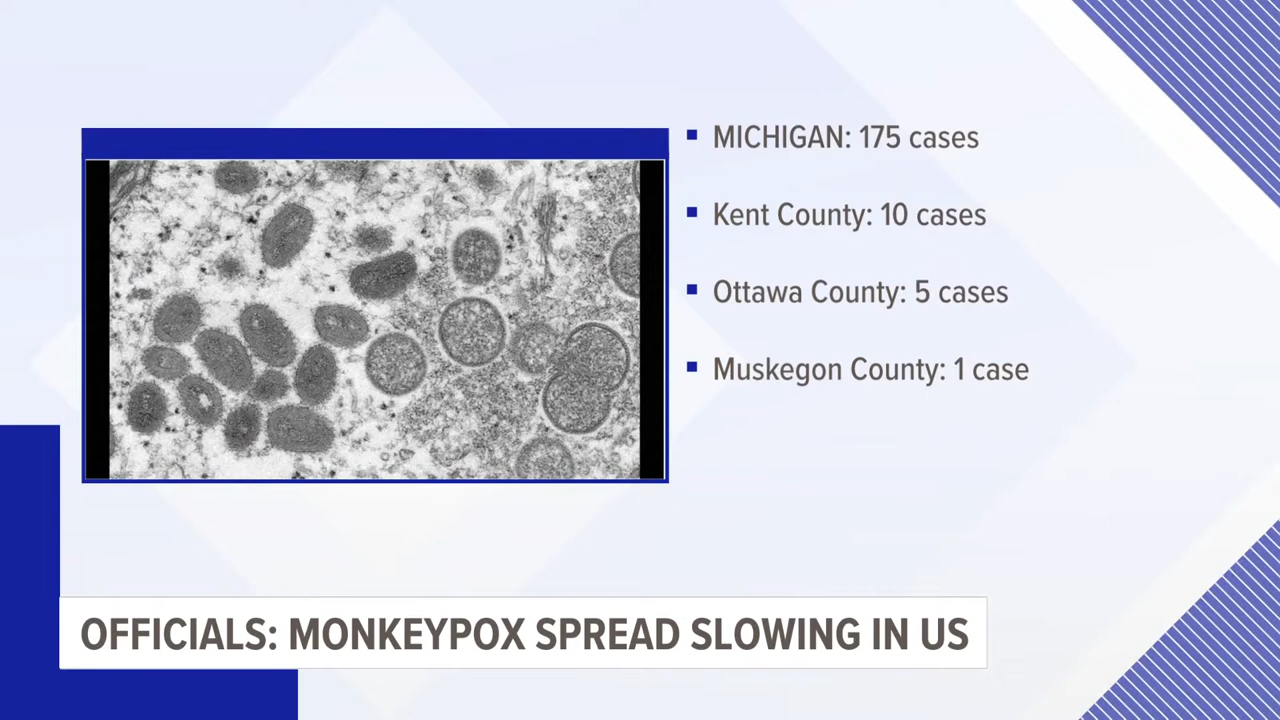 MICHIGAN: 175 cases
Kent County: 10 cases
Ottawa County: 5 cases
Muskegon County: 1 case
OFFICIALS: MONKEYPOX SPREAD SLOWING IN US